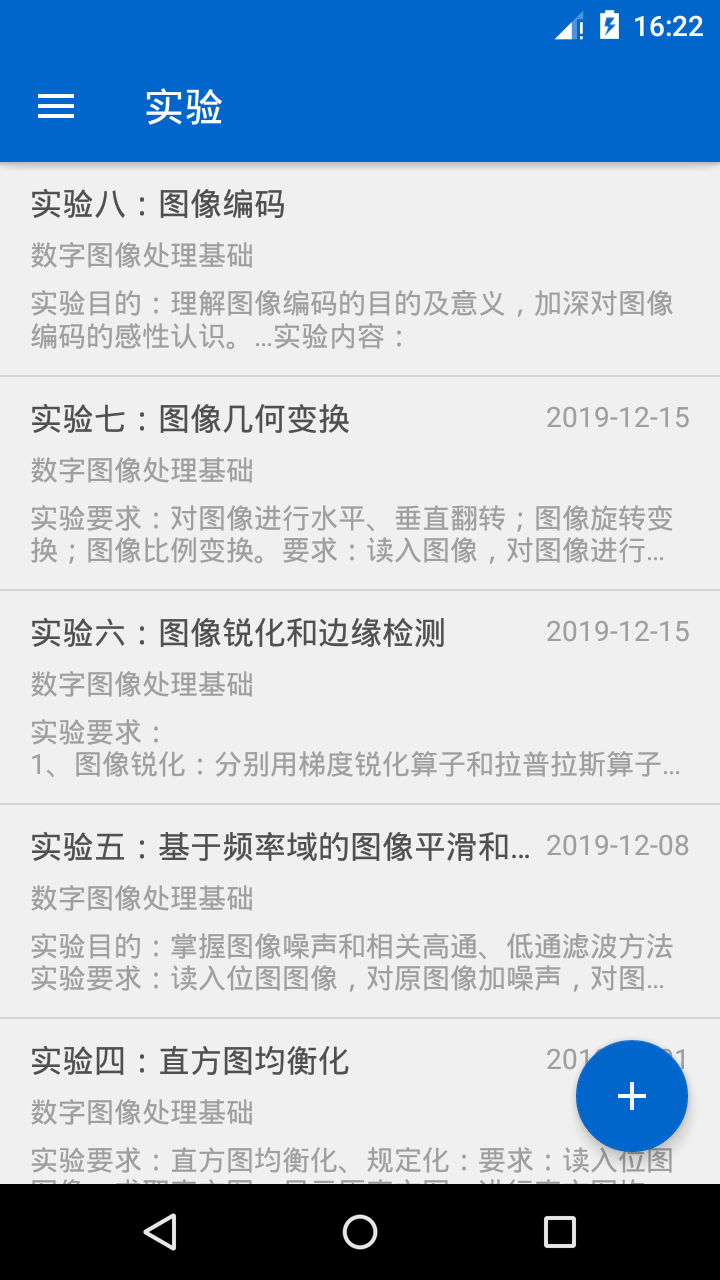 16:22
实验
实验八：图像编码
数字图像处理基础
实验目的：理解图像编码的目的及意义，加深对图像
编码的感性认识。...实验内容：
实验七：图像几何变换
2019-12-15
数字图像处理基础
实验要求：对图像进行水平、垂直翻转；图像旋转变
换；图像比例变换。要求：读入图像，对图像进行...
实验六：图像锐化和边缘检测
2019-12-15
数字图像处理基础
实验要求：
1、图像锐化：分别用梯度锐化算子和拉普拉斯算子...
实验五：基于频率域的图像平滑和...
2019-12-08
数字图像处理基础
实验目的：掌握图像噪声和相关高通、低通滤波方法
实验要求：读入位图图像，对原图像加噪声，对图...
实验四：直方图均衡化
数字图像处理基础
实验要求：直方图均衡化、规定化：要求：读入位图